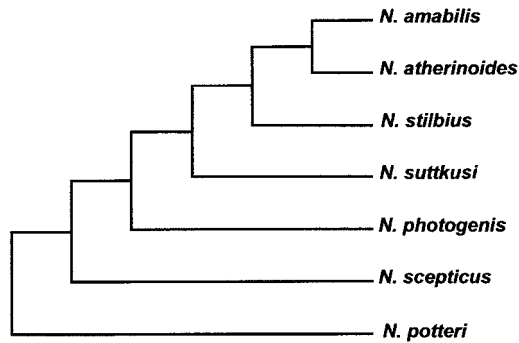 N. amabilis
N. atherinoides
N. stilbius
N. suttkusi
N. photogenis
N. scepticus
N. potteri